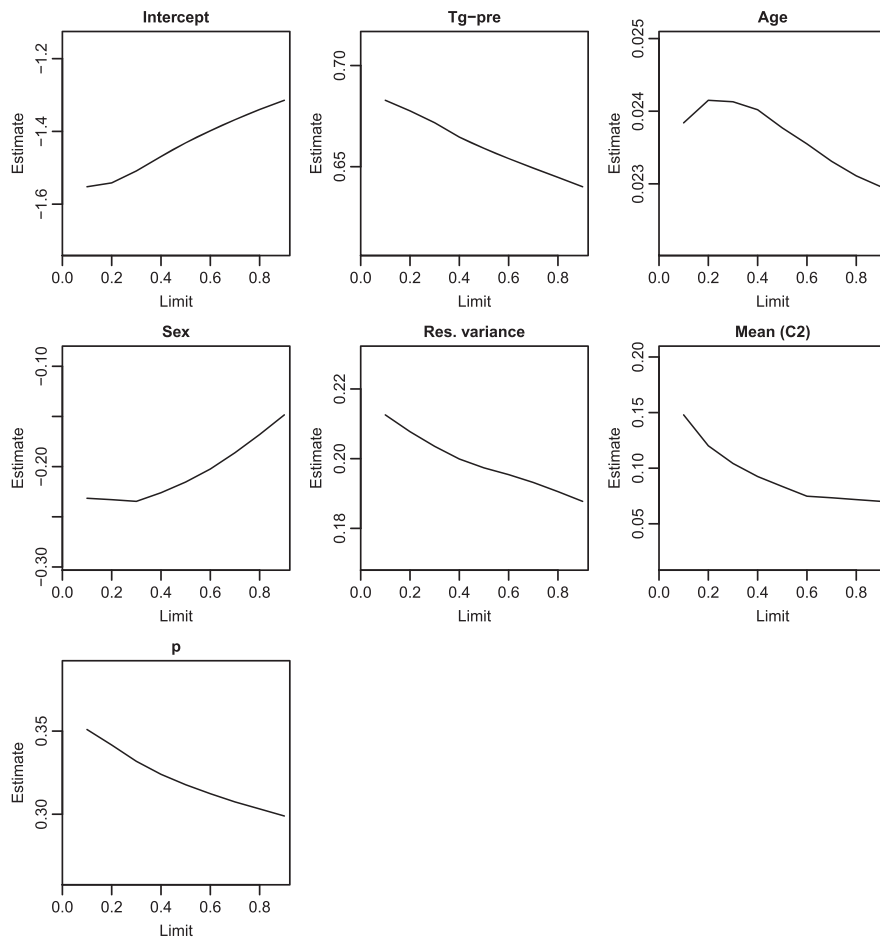 Intercept
Estimate
−1.2
−1.4
−1.6
0.0 0.2 0.4 0.6 0.8
Limit
Tg−pre
Estimate
0.70
0.65
0.0 0.2 0.4 0.6 0.8
Limit
Age
Estimate
0.025
0.024
0.023
0.0 0.2 0.4 0.6 0.8
Limit
Sex
Estimate
−0.10
−0.20
−0.30
0.0 0.2 0.4 0.6 0.8
Limit
Res. variance
Estimate
0.22
0.20
0.18
0.0 0.2 0.4 0.6 0.8
Limit
Mean (C2)
Estimate
0.20
0.15
0.10
0.05
0.0 0.2 0.4 0.6 0.8
Limit
p
Estimate
0.35
0.30
0.0 0.2 0.4 0.6 0.8
Limit